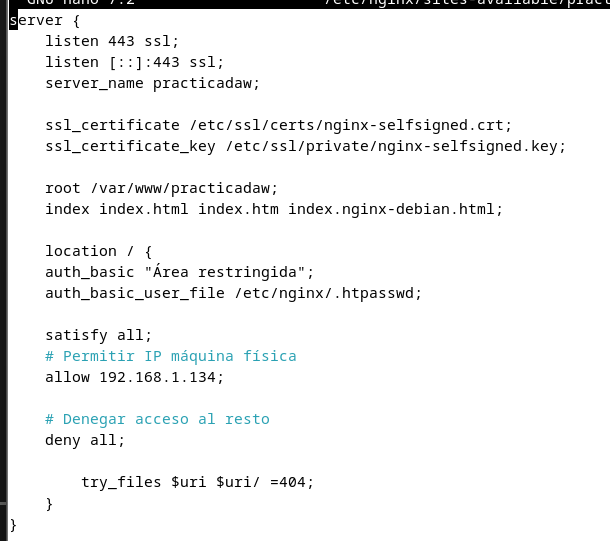 GNU nano 7.2 /etc/nginx/sites-available/pract
server {
    listen 443 ssl;
    listen [::]:443 ssl;
    server_name practicadaw;

    ssl_certificate /etc/ssl/certs/nginx-selfsigned.crt;
    ssl_certificate_key /etc/ssl/private/nginx-selfsigned.key;

    root /var/www/practicadaw;
    index index.html index.htm index.nginx-debian.html;

    location / {
    auth_basic "Área restringida";
    auth_basic_user_file /etc/nginx/.htpasswd;

    satisfy all;
    # Permitir IP máquina física
    allow 192.168.1.134;

    # Denegar acceso al resto
    deny all;

        try_files $uri $uri/ =404;
    }
}